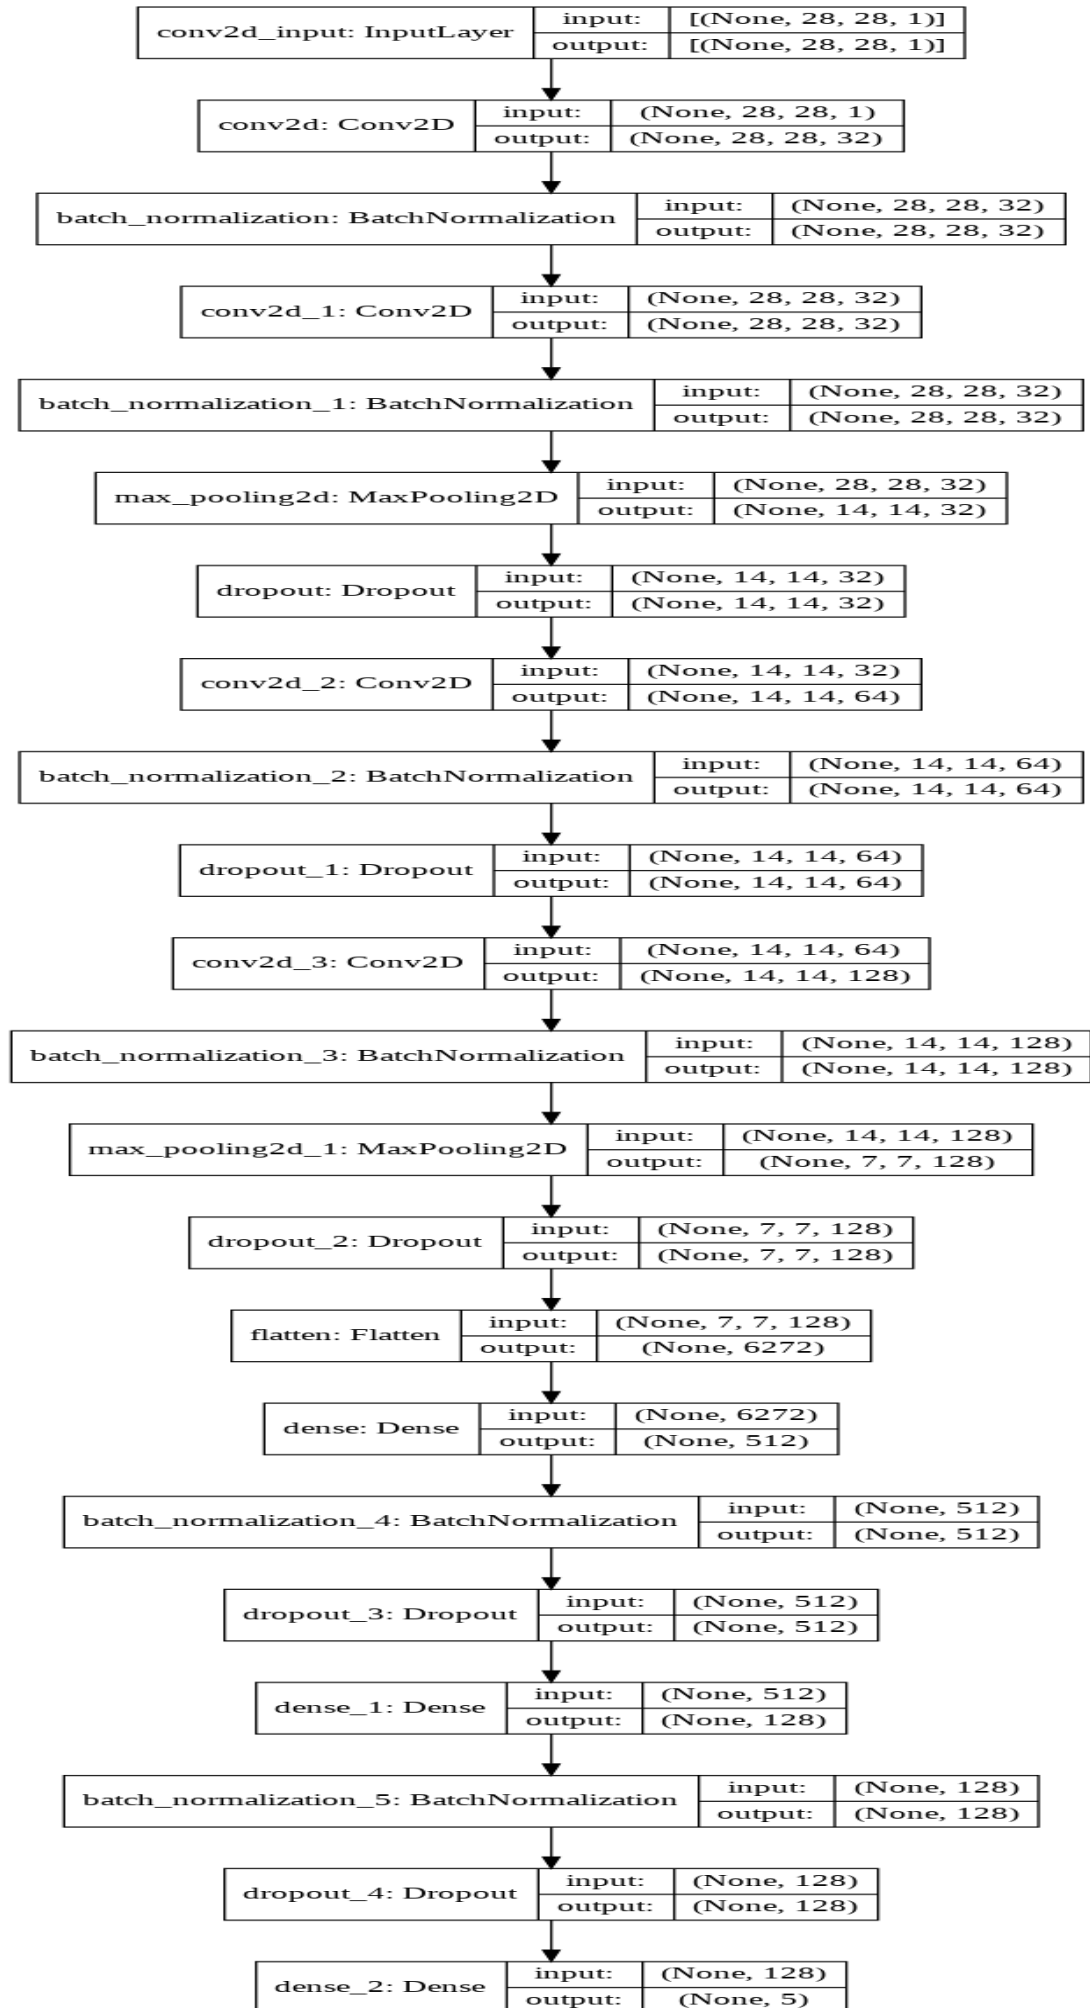 conv2d_input: InputLayer input: [(None, 28, 28, 1)]
output: [(None, 28, 28, 1)]
conv2d: Conv2D input: (None, 28, 28, 1)
output: (None, 28, 28, 32)
batch_normalization: BatchNormalization input: (None, 28, 28, 32)
output: (None, 28, 28, 32)
conv2d_1: Conv2D input: (None, 28, 28, 32)
output: (None, 28, 28, 32)
batch_normalization_1: BatchNormalization input: (None, 28, 28, 32)
output: (None, 28, 28, 32)
max_pooling2d: MaxPooling2D input: (None, 28, 28, 32)
output: (None, 14, 14, 32)
dropout: Dropout input: (None, 14, 14, 32)
output: (None, 14, 14, 32)
conv2d_2: Conv2D input: (None, 14, 14, 32)
output: (None, 14, 14, 64)
batch_normalization_2: BatchNormalization input: (None, 14, 14, 64)
output: (None, 14, 14, 64)
dropout_1: Dropout input: (None, 14, 14, 64)
output: (None, 14, 14, 64)
conv2d_3: Conv2D input: (None, 14, 14, 64)
output: (None, 14, 14, 128)
batch_normalization_3: BatchNormalization input: (None, 14, 14, 128)
output: (None, 14, 14, 128)
max_pooling2d_1: MaxPooling2D input: (None, 14, 14, 128)
output: (None, 7, 7, 128)
dropout_2: Dropout input: (None, 7, 7, 128)
output: (None, 7, 7, 128)
flatten: Flatten input: (None, 7, 7, 128)
output: (None, 6272)
dense: Dense input: (None, 6272)
output: (None, 512)
batch_normalization_4: BatchNormalization input: (None, 512)
output: (None, 512)
dropout_3: Dropout input: (None, 512)
output: (None, 512)
dense_1: Dense input: (None, 512)
output: (None, 128)
batch_normalization_5: BatchNormalization input: (None, 128)
output: (None, 128)
dropout_4: Dropout input: (None, 128)
output: (None, 128)
dense_2: Dense input: (None, 128)
output: (None, 5)